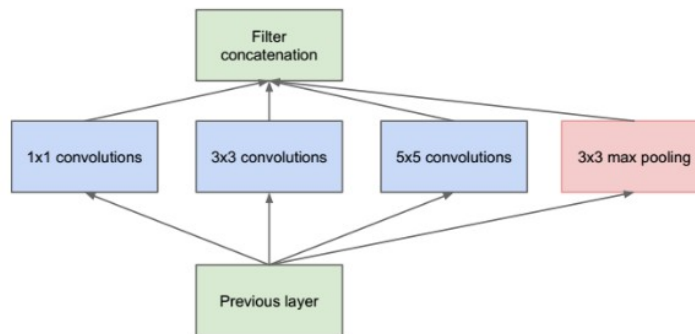 Filter
concatenation
1x1 convolutions
3x3 convolutions
5x5 convolutions
3x3 max pooling
Previous layer